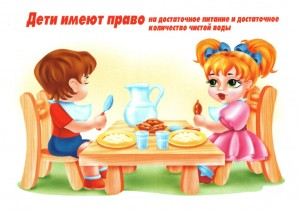 Дети имеют право на достаточное питание и достаточное
количество чистой воды